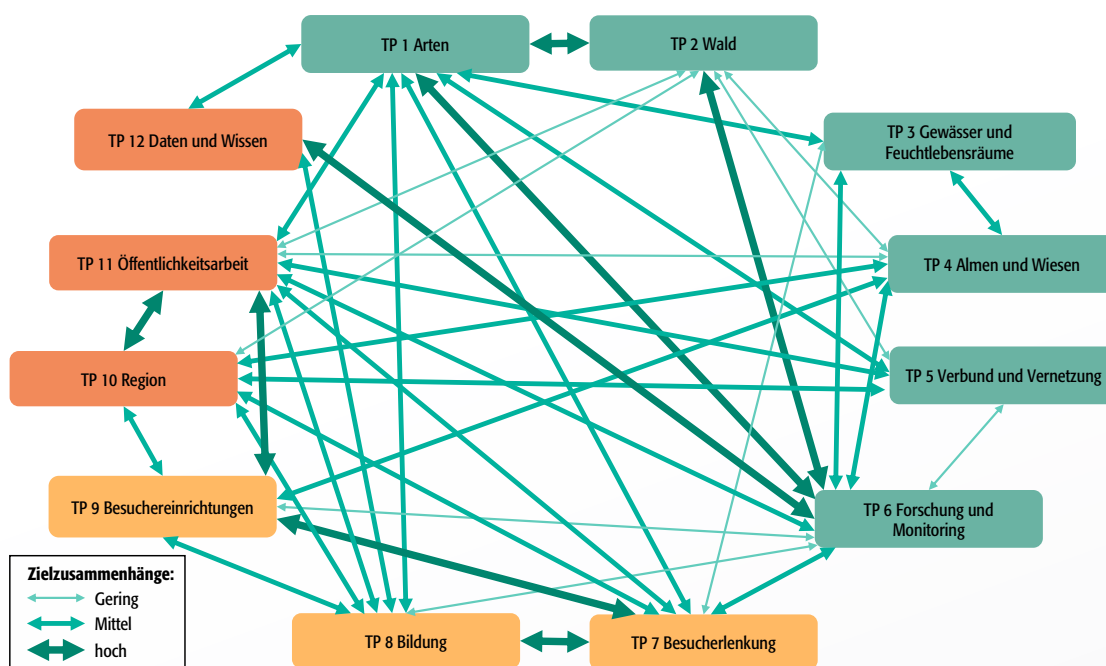 TP 1 Arten
TP 2 Wald
TP 12 Daten und Wissen
TP 3 Gewässer und
Feuchtlebensräume
TP 11 Öffentlichkeitsarbeit
TP 4 Almen und Wiesen
TP 10 Region
TP 5 Verbund und Vernetzung
TP 9 Besuchereinrichtungen
TP 6 Forschung und
Monitoring
TP 8 Bildung
TP 7 Besucherlenkung
Zielzusammenhänge:
Gering
Mittel
hoch